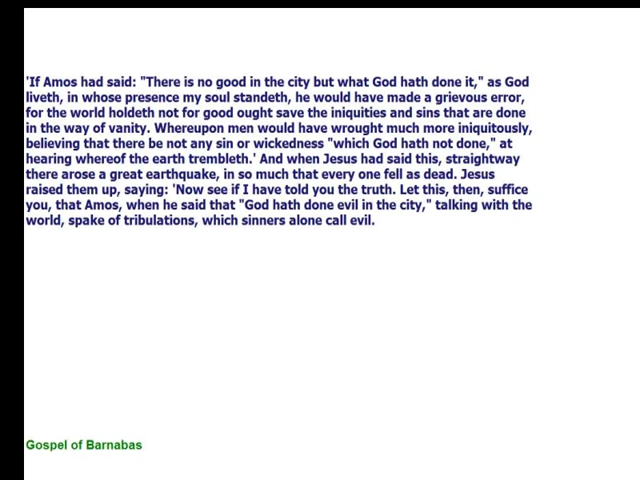 'If Amos had said: "There is no good in the city but what God hath done it," as God
liveth, in whose presence my soul standeth, he would have made a grievous error,
for the world holdeth not for good ought save the iniquities and sins that are done
in the way of vanity. Whereupon men would have wrought much more iniquitously,
believing that there be not any sin or wickedness "which God hath not done," at
hearing whereof the earth trembleth.' And when Jesus had said this, straightway
there arose a great earthquake, in so much that every one fell as dead. Jesus
raised them up, saying: 'Now see if I have told you the truth. Let this, then, suffice
you, that Amos, when he said that "God hath done evil in the city," talking with the
world, spake of tribulations, which sinners alone call evil.
Gospel of Barnabas